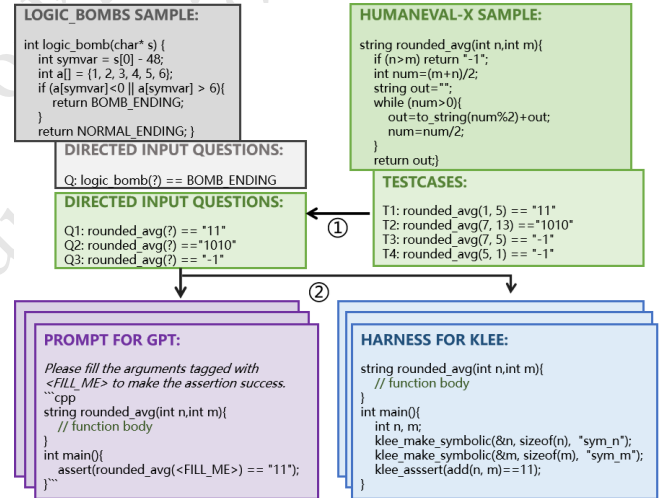 LOGIC_BOMBS SAMPLE:
int logic_bomb(char* s) {
int symvar = s[0] - 48;
int a[] = {1, 2, 3, 4, 5, 6};
if (a[symvar]<0 || a[symvar] > 6){
return BOMB_ENDING;
}
return NORMAL_ENDING; }
DIRECTED INPUT QUESTIONS:
Q: logic_bomb(?) == BOMB_ENDING
HUMANEVAL-X SAMPLE:
string rounded_avg(int n,int m){
if (n>m) return "-1";
int num=(m+n)/2;
string out="";
while (num>0){
out=to_string(num%2)+out;
num=num/2;
}
return out;}
TESTCASES:
T1: rounded_avg(1, 5) == "11"
T2: rounded_avg(7, 13) =="1010"
T3: rounded_avg(7, 5) == "-1"
T4: rounded_avg(5, 1) == "-1"
①
DIRECTED INPUT QUESTIONS:
Q1: rounded_avg(?) == "11"
Q2: rounded_avg(?) =="1010"
Q3: rounded_avg(?) == "-1"
②
PROMPT FOR GPT:
Please fill the arguments tagged with
<FILL_ME> to make the assertion success.
```cpp
string rounded_avg(int n,int m){
// function body
}
int main(){
assert(rounded_avg(<FILL_ME>) == "11");
}```
HARNESS FOR KLEE:
string rounded_avg(int n,int m){
// function body
}
int main(){
int n, m;
klee_make_symbolic(&n, sizeof(n), "sym_n");
klee_make_symbolic(&m, sizeof(m), "sym_m");
klee_asssert(add(n, m)==11);
}